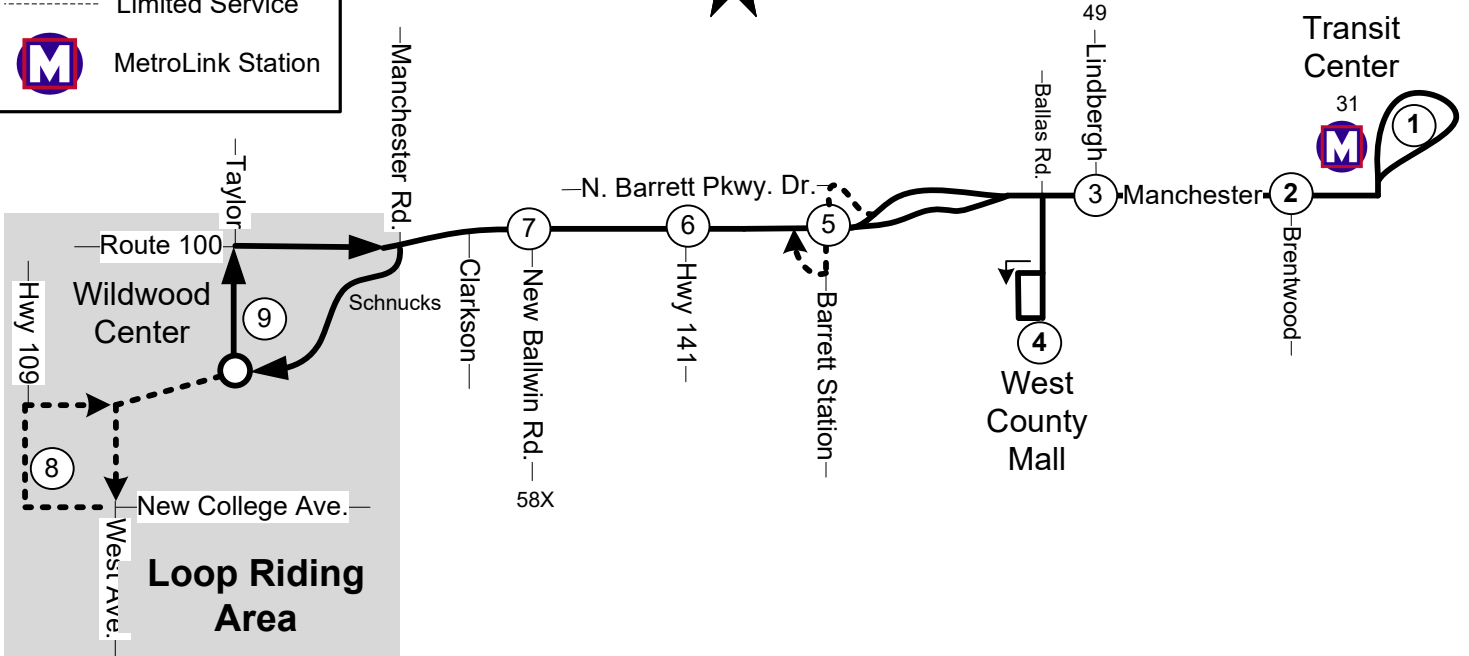 Limited Service
M
MetroLink Station
49
Transit
Center
31
M
1
Lindbergh
Ballas Rd.
Manchester Rd.
Taylor
N. Barrett Pkwy. Dr.
3
Manchester
2
7
6
5
Route 100
Brentwood
Hwy 109
Wildwood
Center
9
Schnucks
Clarkson
New Ballwin Rd.
Hwy 141
Barrett Station
4
West
County
Mall
8
58X
New College Ave.
West Ave.
Loop Riding
Area